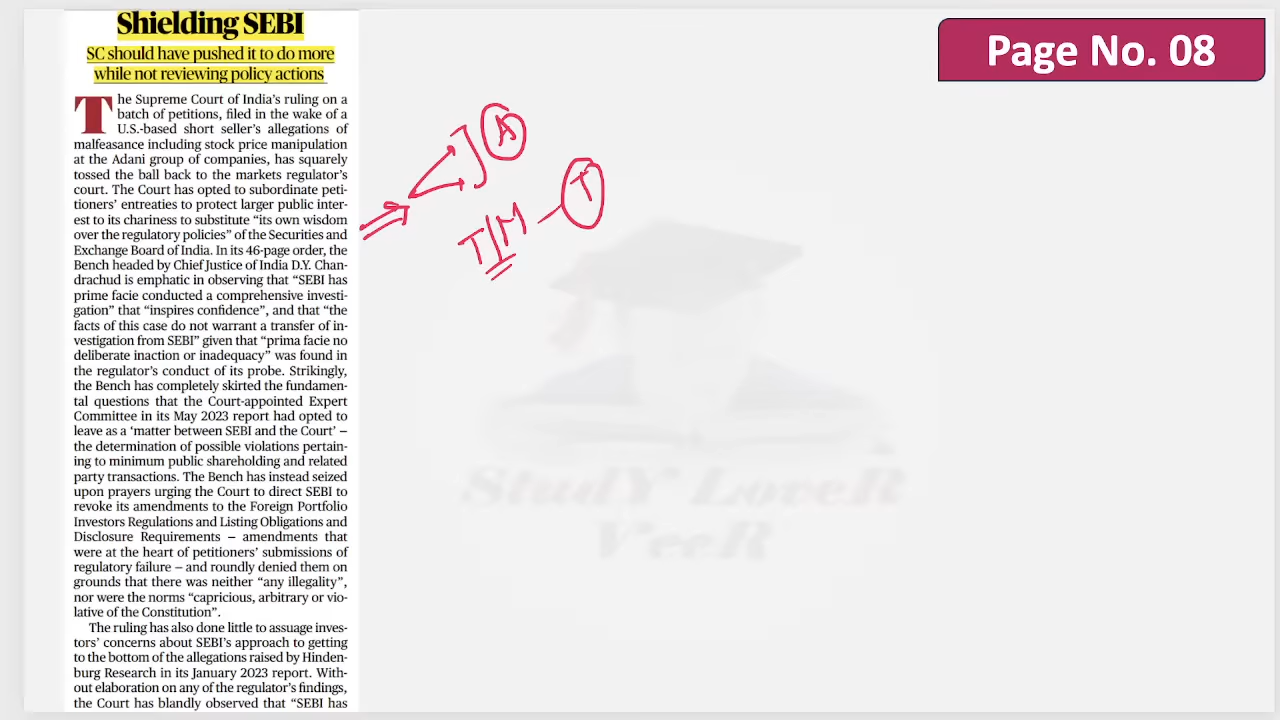 Shielding SEBI
SC should have pushed it to do more
while not reviewing policy actions
The Supreme Court of India's ruling on a
batch of petitions, filed in the wake of a
U.S.-based short seller's allegations of
malfeasance including stock price manipulation
at the Adani group of companies, has squarely
tossed the ball back to the markets regulator's
court. The Court has opted to subordinate peti-
tioners' entreaties to protect larger public inter-
est to its chariness to substitute "its own wisdom
over the regulatory policies" of the Securities and
Exchange Board of India. In its 46-page order, the
Bench headed by Chief Justice of India D.Y. Chan-
drachud is emphatic in observing that "SEBI has
prime facie conducted a comprehensive investi-
gation" that "inspires confidence", and that "the
facts of this case do not warrant a transfer of in-
vestigation from SEBI" given that "prima facie no
deliberate inaction or inadequacy" was found in
the regulator's conduct of its probe. Strikingly,
the Bench has completely skirted the fundamen-
tal questions that the Court-appointed Expert
Committee in its May 2023 report had opted to
leave as a 'matter between SEBI and the Court' –
the determination of possible violations pertain-
ing to minimum public shareholding and related
party transactions. The Bench has instead seized
upon prayers urging the Court to direct SEBI to
revoke its amendments to the Foreign Portfolio
Investors Regulations and Listing Obligations and
Disclosure Requirements – amendments that
were at the heart of petitioners' submissions of
regulatory failure – and roundly denied them on
grounds that there was neither "any illegality",
nor were the norms "capricious, arbitrary or vio-
lative of the Constitution".
The ruling has also done little to assuage inves-
tors' concerns about SEBI's approach to getting
to the bottom of the allegations raised by Hinden-
burg Research in its January 2023 report. With-
out elaboration on any of the regulator's findings,
the Court has blandly observed that "SEBI has
Page No. 08
A
I/M - T
StudY LoveR
VeeR